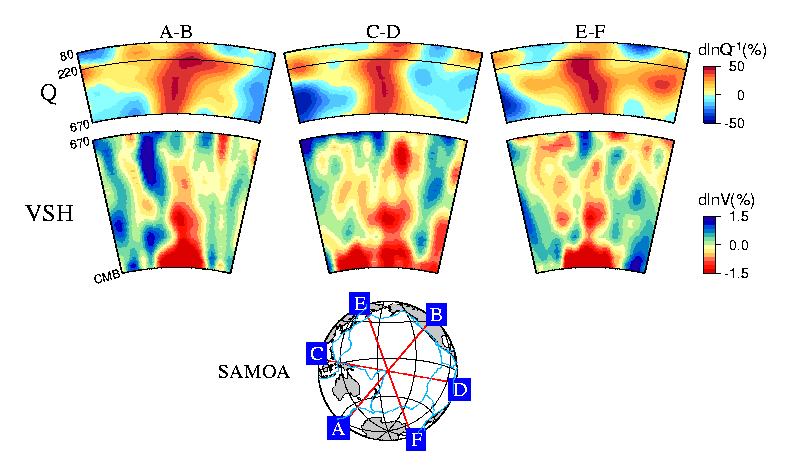 A-B C-D E-F
80 dlnQ⁻¹(%)
220 50
Q 0
670 -50
670
VSH dlnV(%)
1.5
0.0
CMB -1.5
E B
C
SAMOA D
A F